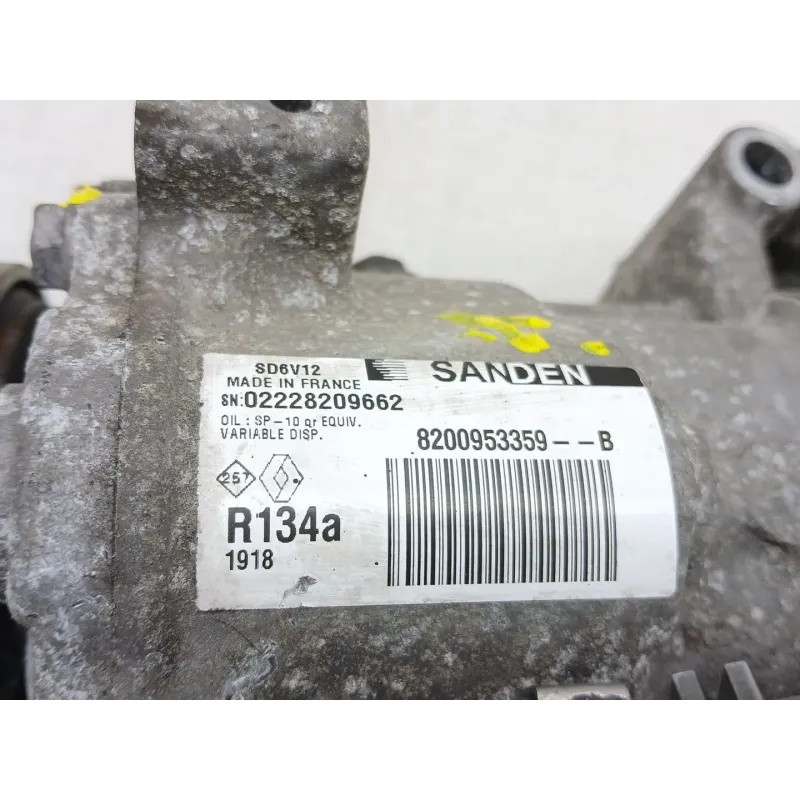 SD6V12 SANDEN
MADE IN FRANCE
SN:02228209662
OIL : SP-10 or EQUIV.
VARIABLE DISP.
8200953359--B
257
R134a
1918